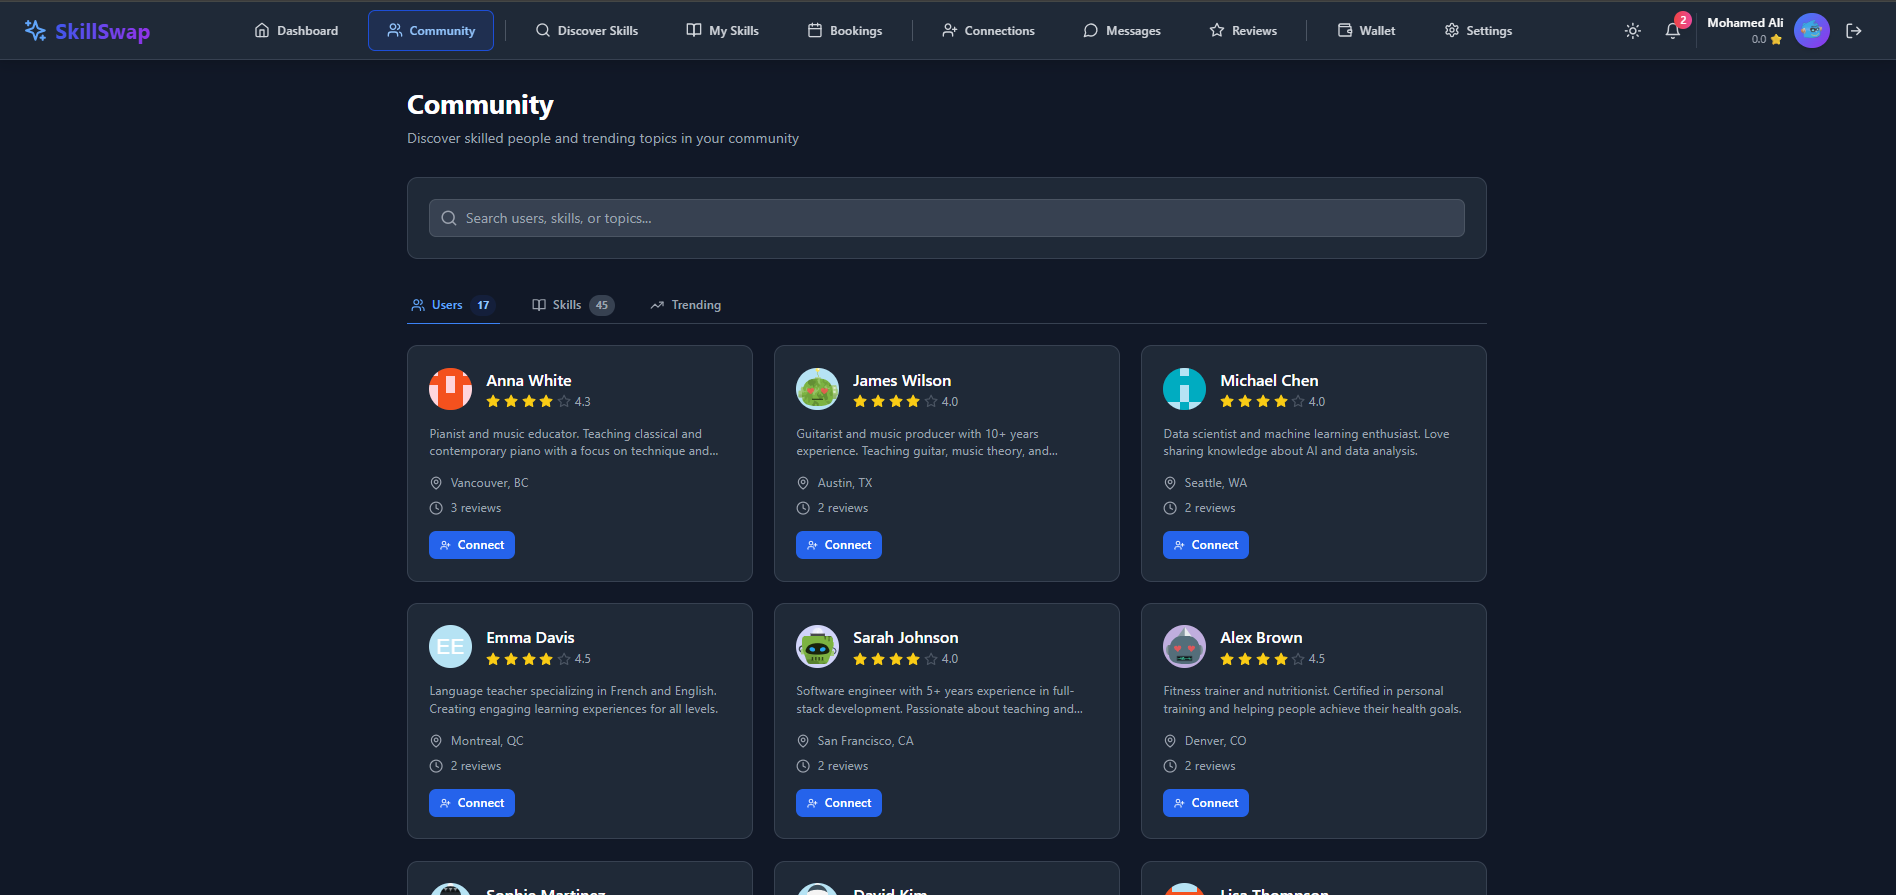 SkillSwap
Dashboard
Community
Discover Skills
My Skills
Bookings
Connections
Messages
Reviews
Wallet
Settings
2
Mohamed Ali
0.0
Community
Discover skilled people and trending topics in your community
Search users, skills, or topics...
Users 17
Skills 45
Trending
Anna White
4.3
Pianist and music educator. Teaching classical and
contemporary piano with a focus on technique and...
Vancouver, BC
3 reviews
Connect
James Wilson
4.0
Guitarist and music producer with 10+ years
experience. Teaching guitar, music theory, and...
Austin, TX
2 reviews
Connect
Michael Chen
4.0
Data scientist and machine learning enthusiast. Love
sharing knowledge about AI and data analysis.
Seattle, WA
2 reviews
Connect
EE
Emma Davis
4.5
Language teacher specializing in French and English.
Creating engaging learning experiences for all levels.
Montreal, QC
2 reviews
Connect
Sarah Johnson
4.0
Software engineer with 5+ years experience in full-
stack development. Passionate about teaching and...
San Francisco, CA
2 reviews
Connect
Alex Brown
4.5
Fitness trainer and nutritionist. Certified in personal
training and helping people achieve their health goals.
Denver, CO
2 reviews
Connect
Sophie Martinez
David Kim
Lisa Thompson